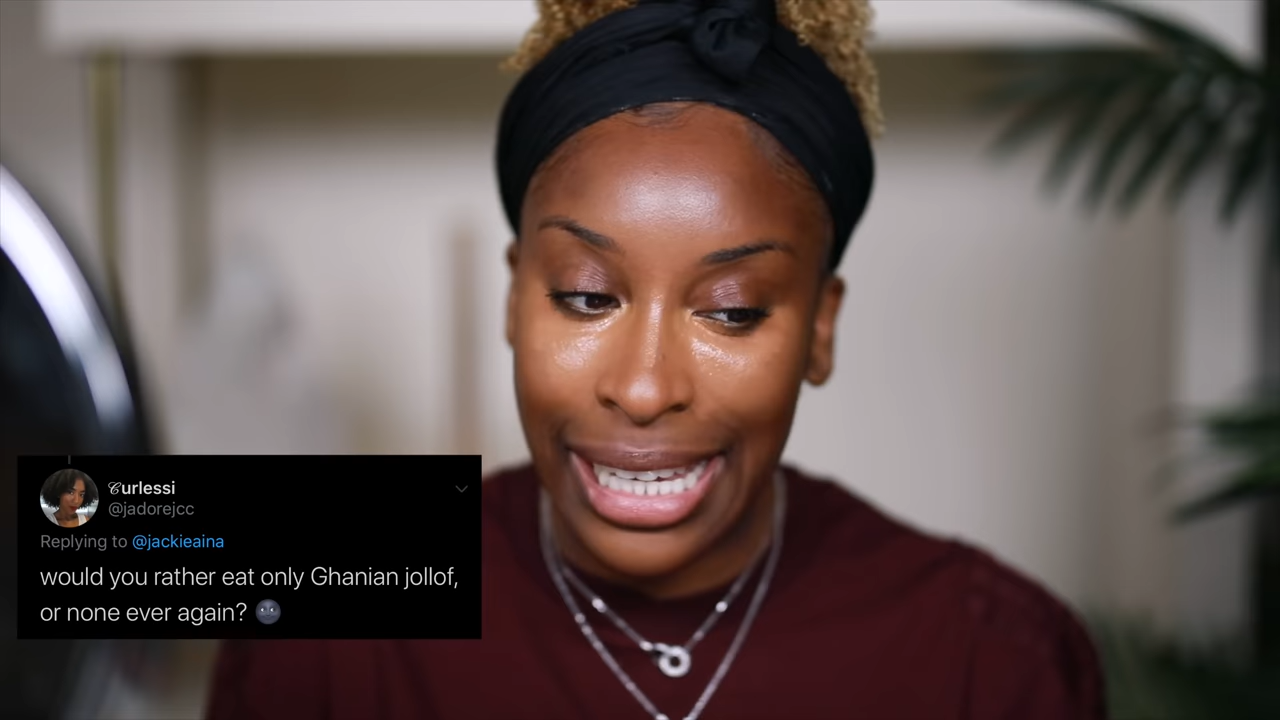 𝒞urlessi
@jadorejcc
Replying to @jackieaina
would you rather eat only Ghanian jollof,
or none ever again? 🌚